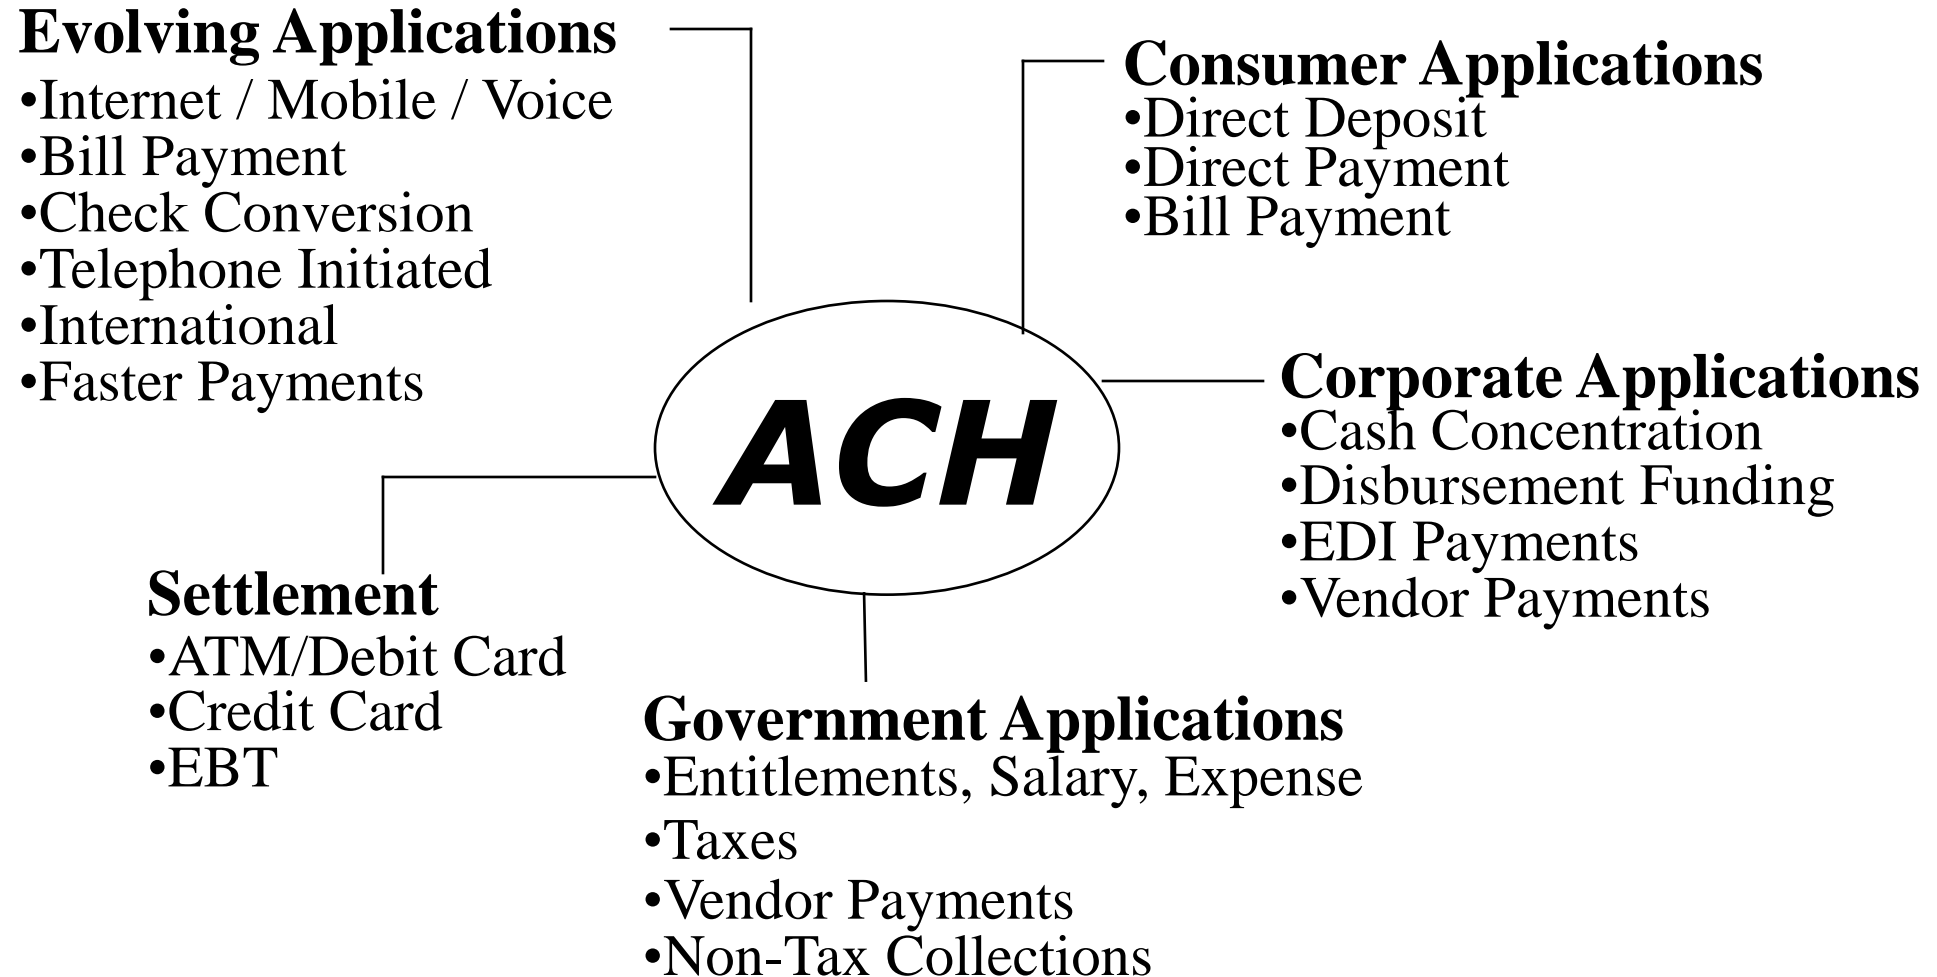 Evolving Applications
•Internet / Mobile / Voice
•Bill Payment
•Check Conversion
•Telephone Initiated
•International
•Faster Payments
Consumer Applications
•Direct Deposit
•Direct Payment
•Bill Payment
ACH
Corporate Applications
•Cash Concentration
•Disbursement Funding
•EDI Payments
•Vendor Payments
Settlement
•ATM/Debit Card
•Credit Card
•EBT
Government Applications
•Entitlements, Salary, Expense
•Taxes
•Vendor Payments
•Non-Tax Collections